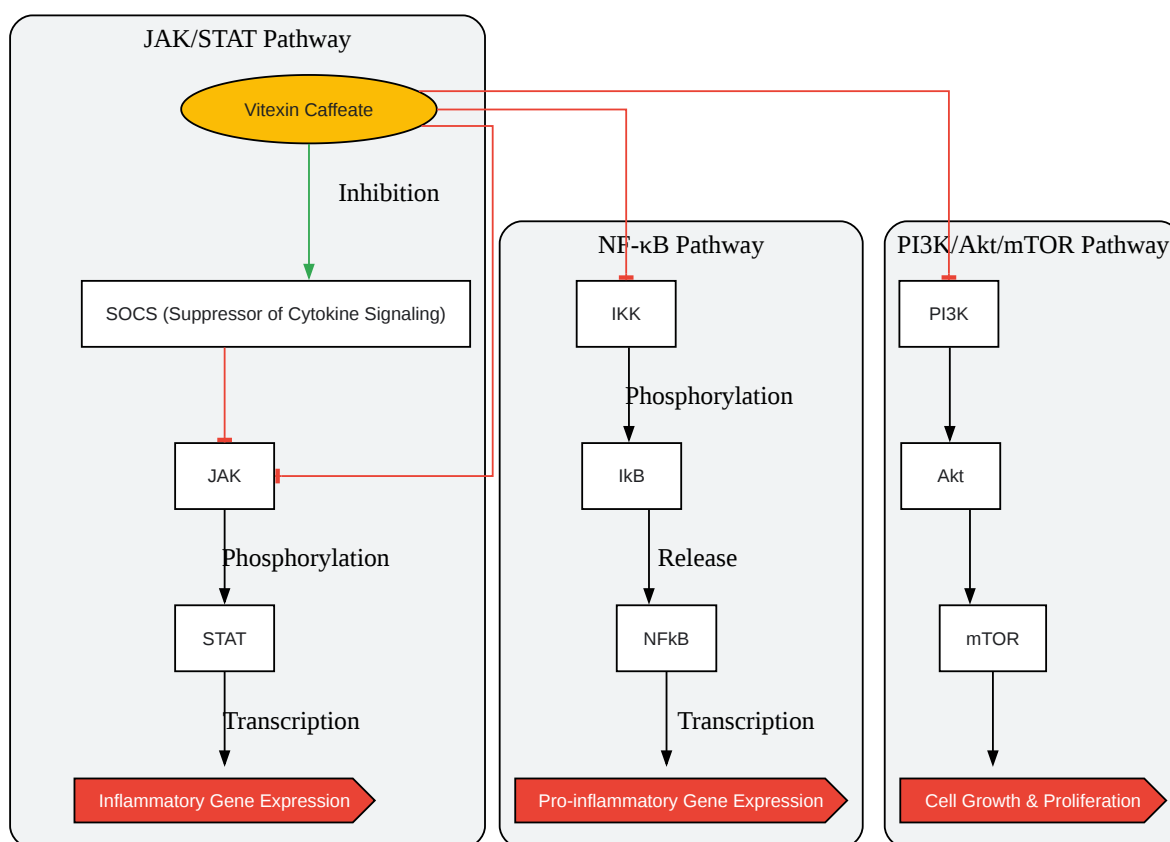 JAK/STAT Pathway
Vitexin Caffeate
Inhibition
SOCS (Suppressor of Cytokine Signaling)
JAK
Phosphorylation
STAT
Transcription
Inflammatory Gene Expression
NF-κB Pathway
IKK
Phosphorylation
IkB
Release
NFkB
Transcription
Pro-inflammatory Gene Expression
PI3K/Akt/mTOR Pathway
PI3K
Akt
mTOR
Cell Growth & Proliferation